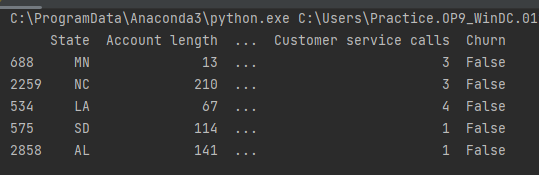 C:\ProgramData\Anaconda3\python.exe C:\Users\Practice.OP9_WinDC.01
State Account length ... Customer service calls Churn
688 MN 13 ... 3 False
2259 NC 210 ... 3 False
534 LA 67 ... 4 False
575 SD 114 ... 1 False
2858 AL 141 ... 1 False